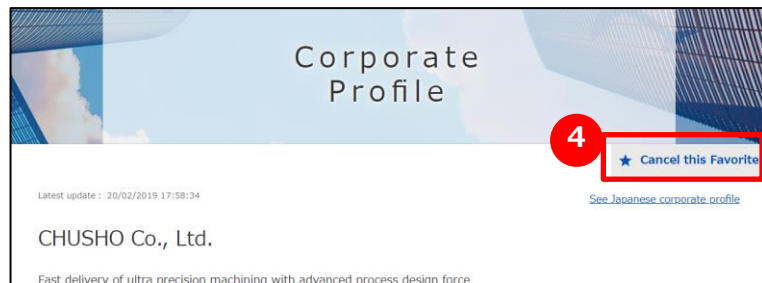 Corporate
Profile
4
★ Cancel this Favorite
Latest update : 20/02/2019 17:58:34
See Japanese corporate profile
CHUSHO Co., Ltd.
Fast delivery of ultra precision machining with advanced process design force